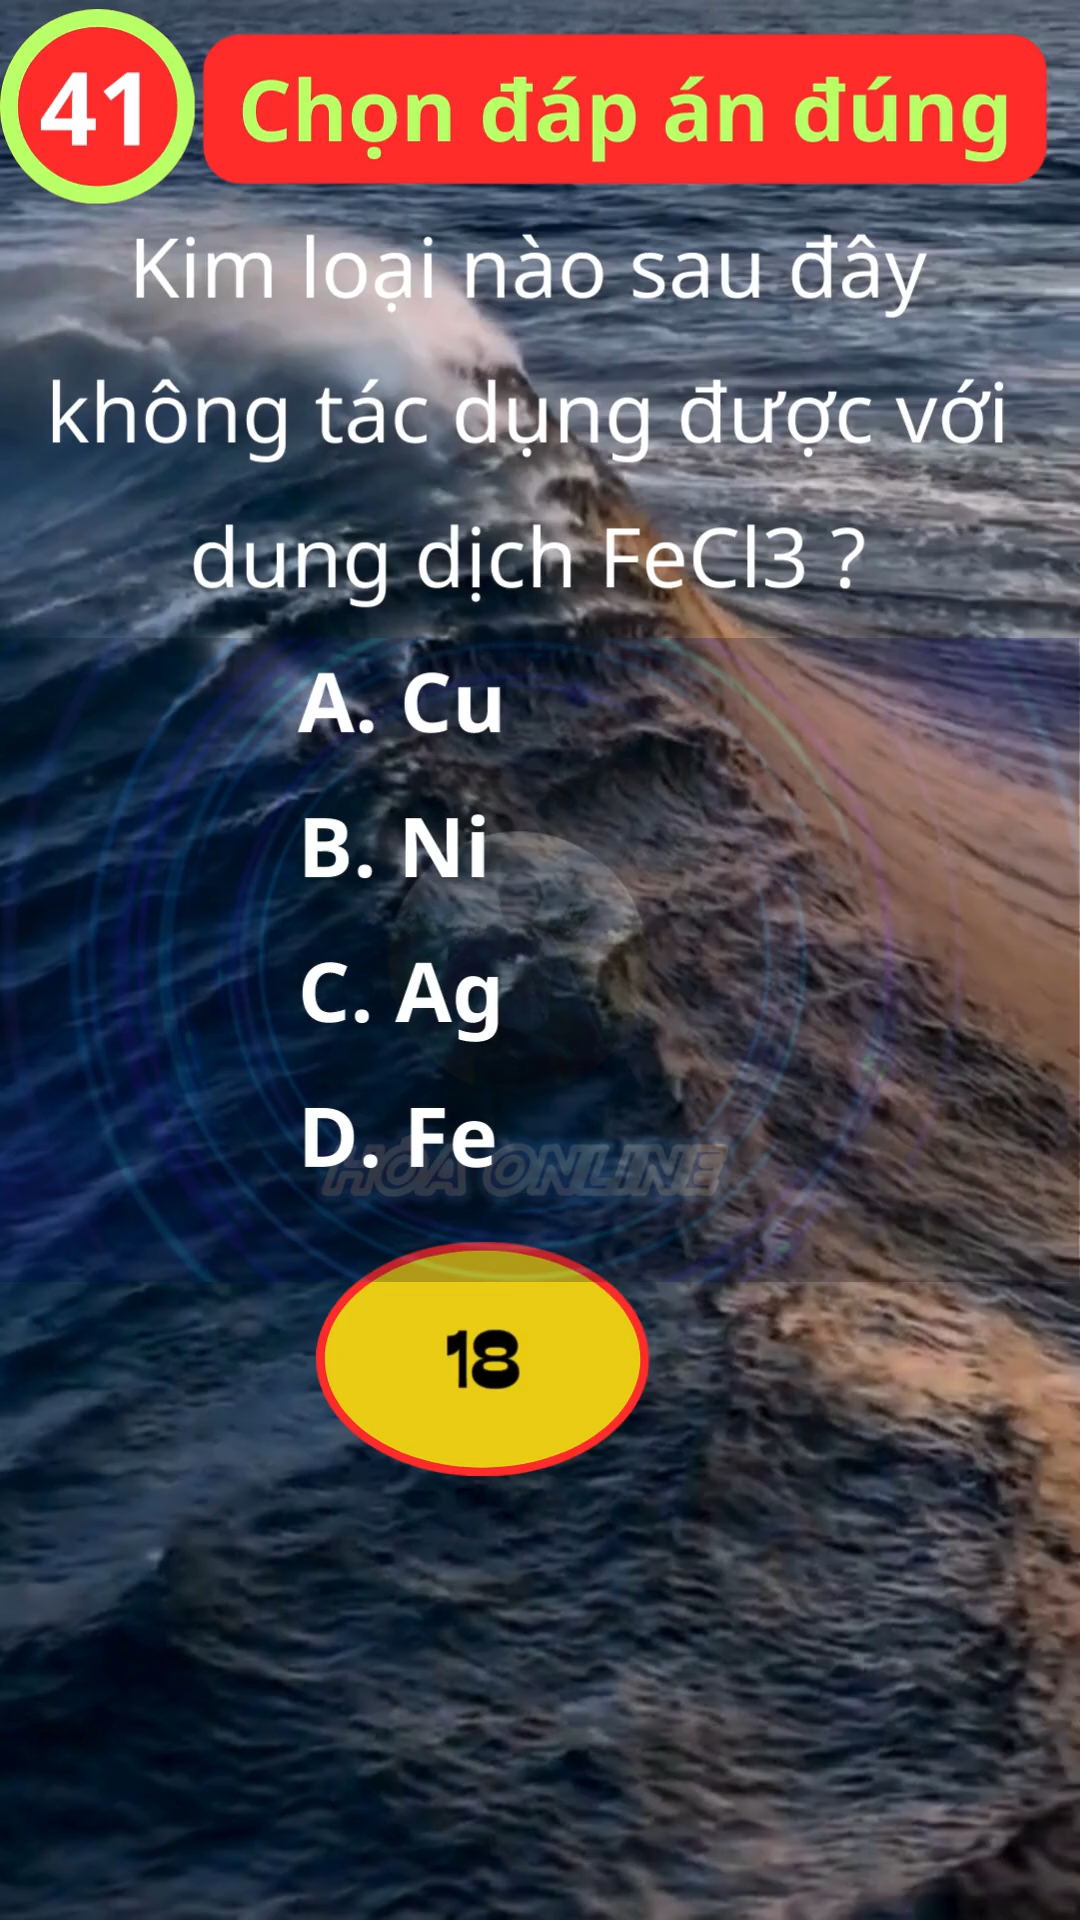 41
Chọn đáp án đúng
Kim loại nào sau đây
không tác dụng được với
dung dịch FeCl3 ?
A. Cu
B. Ni
C. Ag
D. Fe
HÓA ONLINE
18